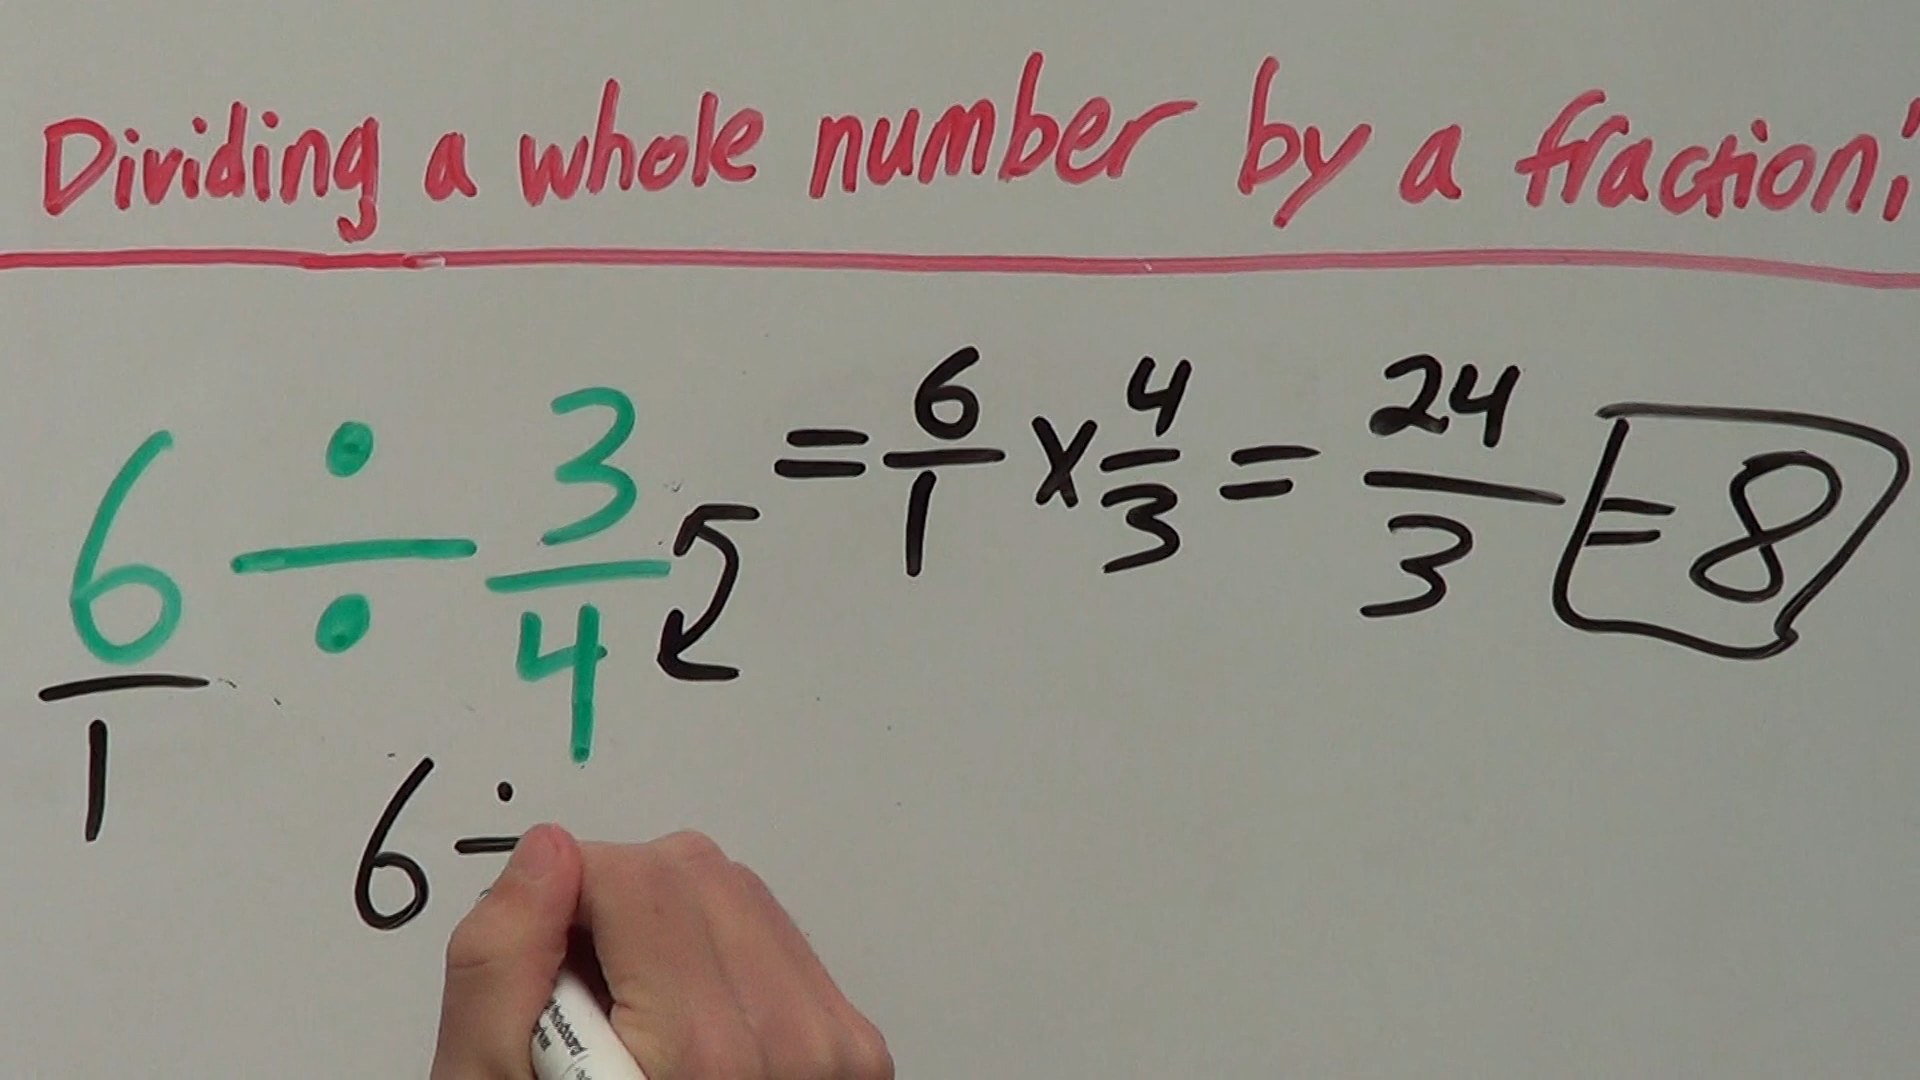 Dividing a whole number by a fraction:
6/1 ÷ 3/4 = 6/1 x 4/3 = 24/3 = 8
6 ÷